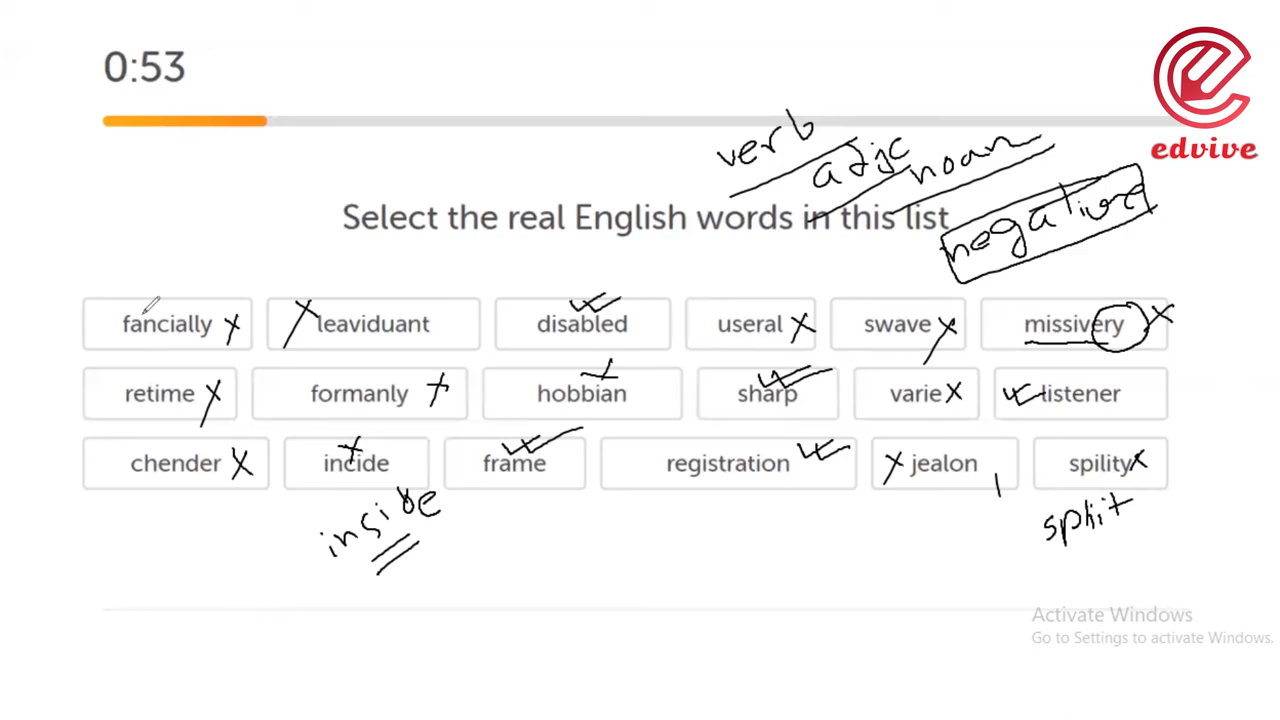 0:53
edvive
verb
adjc
noan
Select the real English words in this list
negative
fancially leaviduant disabled useral swave missivery
retime formanly hobbian sharp varie listener
chender incide frame registration jealon spility
inside
split
Activate Windows
Go to Settings to activate Windows.